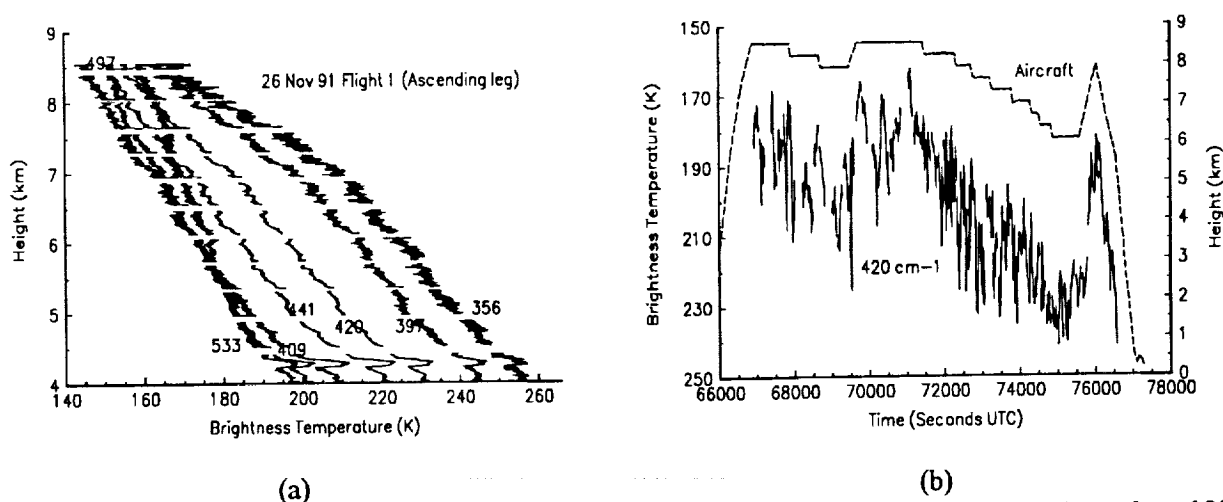 9
8
7
6
5
4
Height (km)
497
26 Nov 91 Flight 1 (Ascending leg)
441
420
397
356
533
409
140 160 180 200 220 240 260
Brightness Temperature (K)
(a)
150
170
190
210
230
250
Brightness Temperature (K)
Aircraft
420 cm-1
9
8
7
6
5
4
3
2
1
0
Height (km)
66000 68000 70000 72000 74000 76000 78000
Time (Seconds UTC)
(b)